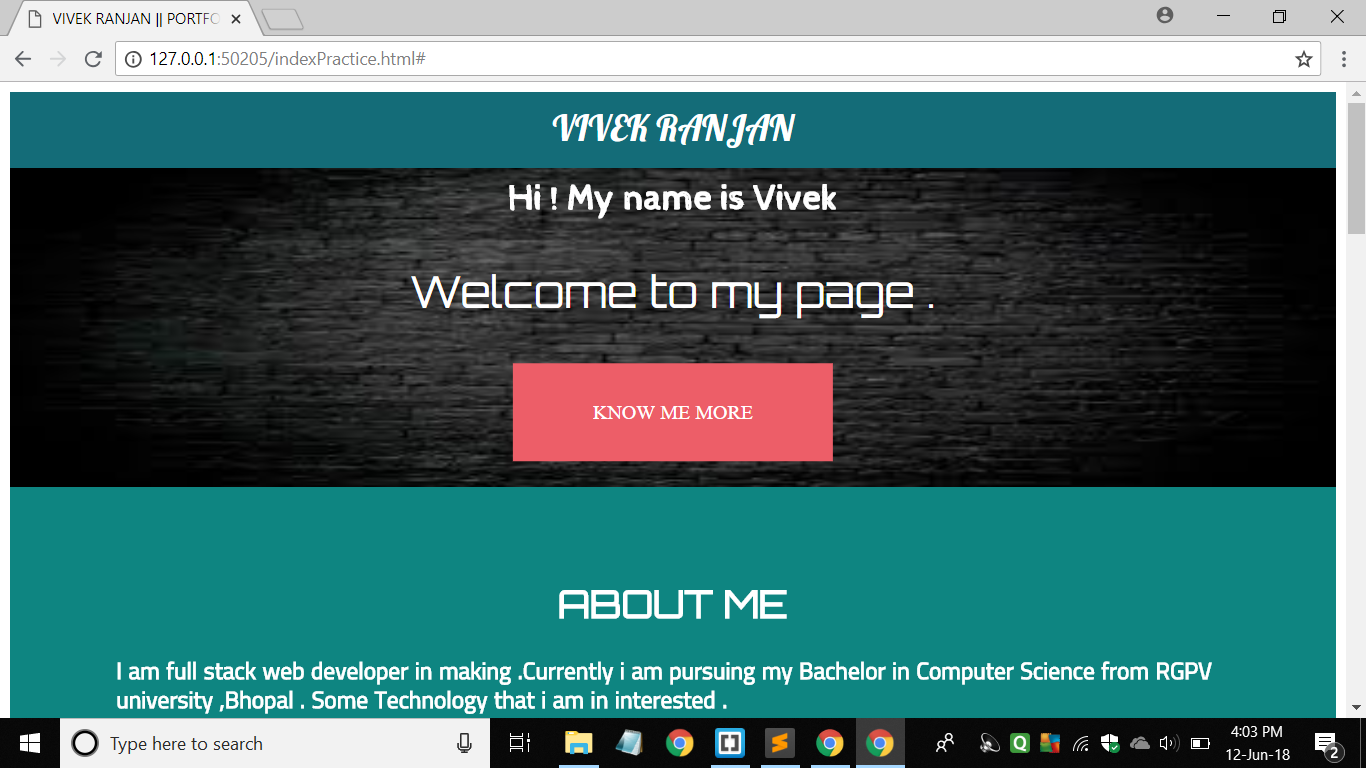 VIVEK RANJAN || PORTFO
127.0.0.1:50205/indexPractice.html#
VIVEK RANJAN
Hi ! My name is Vivek
Welcome to my page .
KNOW ME MORE
ABOUT ME
I am full stack web developer in making .Currently i am pursuing my Bachelor in Computer Science from RGPV
university ,Bhopal . Some Technology that i am in interested .
Type here to search
Q
4:03 PM
12-Jun-18
2